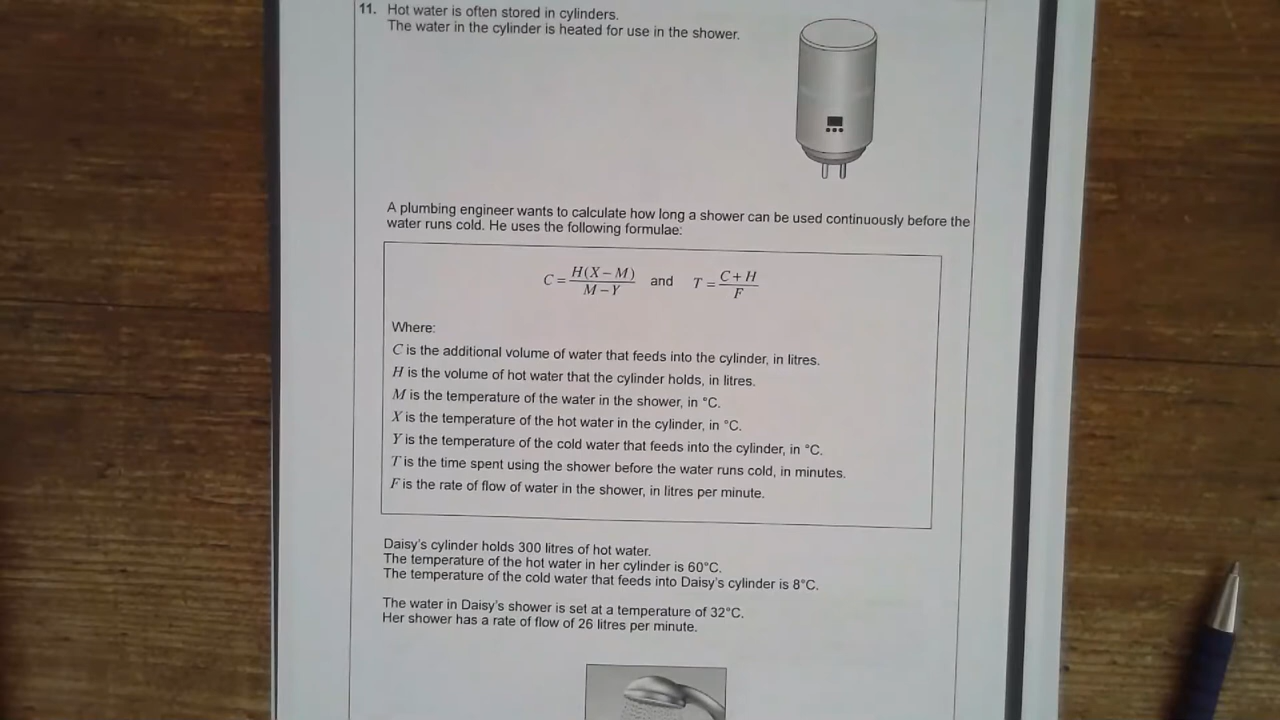 11. Hot water is often stored in cylinders.
The water in the cylinder is heated for use in the shower.
A plumbing engineer wants to calculate how long a shower can be used continuously before the
water runs cold. He uses the following formulae:
C = H(X – M) / M – Y and T = C + H / F
Where:
C is the additional volume of water that feeds into the cylinder, in litres.
H is the volume of hot water that the cylinder holds, in litres.
M is the temperature of the water in the shower, in °C.
X is the temperature of the hot water in the cylinder, in °C.
Y is the temperature of the cold water that feeds into the cylinder, in °C.
T is the time spent using the shower before the water runs cold, in minutes.
F is the rate of flow of water in the shower, in litres per minute.
Daisy's cylinder holds 300 litres of hot water.
The temperature of the hot water in her cylinder is 60°C.
The temperature of the cold water that feeds into Daisy's cylinder is 8°C.
The water in Daisy's shower is set at a temperature of 32°C.
Her shower has a rate of flow of 26 litres per minute.